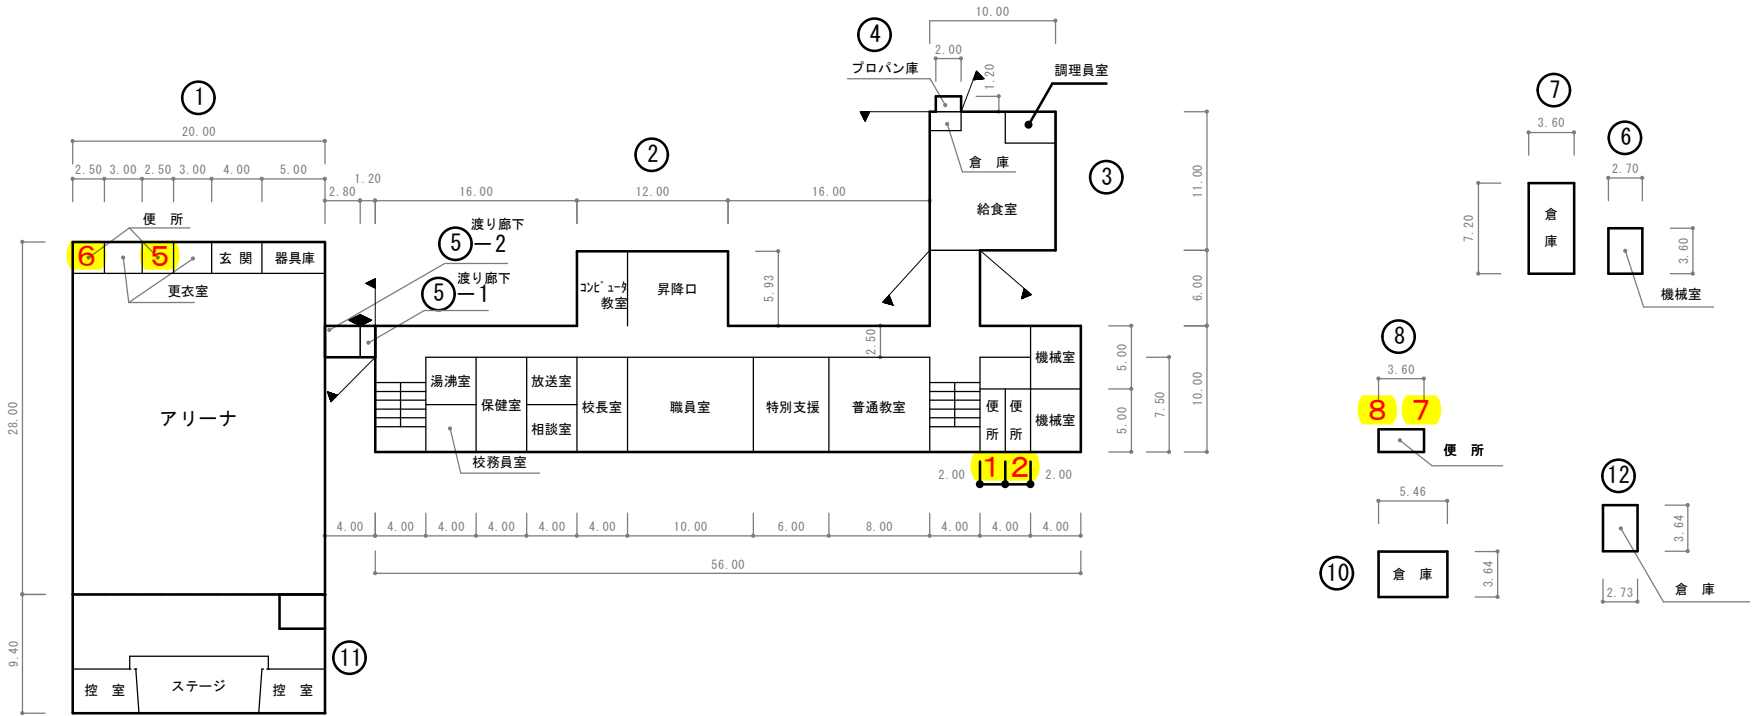 10.00
④
2.00
プロパン庫
1.20
調理員室
①
20.00
2.50 3.00 2.50 3.00 4.00 5.00
1.20
2.80
②
16.00 12.00 16.00
倉 庫
③
11.00
給食室
⑦
3.60
⑥
2.70
7.20
倉
庫
3.60
機械室
便 所
6 5
玄 関
器具庫
更衣室
渡り廊下
⑤-2
渡り廊下
⑤-1
コンピュータ
教室
昇降口
5.93
6.00
2.50
28.00
アリーナ
湯沸室
保健室
放送室
相談室
校長室
職員室
特別支援
普通教室
便
所
便
所
機械室
機械室
5.00
5.00
7.50
10.00
校務員室
2.00
1 2
2.00
⑧
3.60
8 7
便 所
4.00 4.00 4.00 4.00 4.00 4.00 10.00 6.00 8.00 4.00 4.00 4.00
56.00
5.46
⑩
倉 庫
3.64
⑫
3.64
2.73
倉 庫
9.40
⑪
控 室
ステージ
控 室